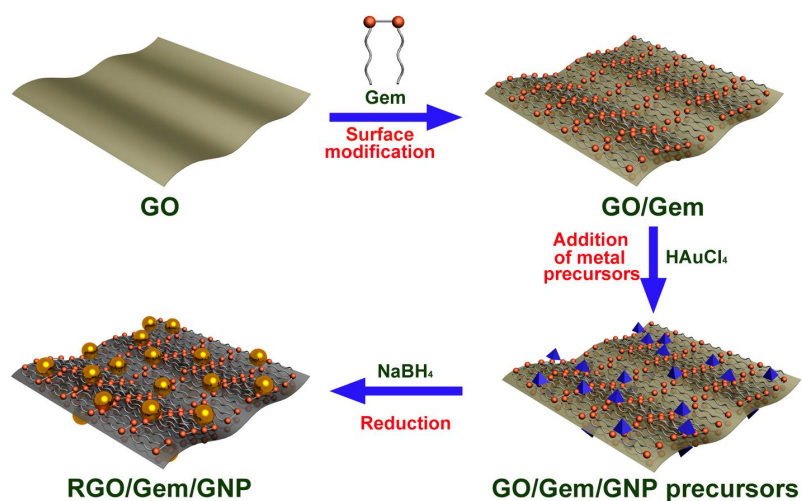 Gem
Surface
modification
GO
GO/Gem
Addition
of metal
precursors
HAuCl₄
NaBH₄
Reduction
RGO/Gem/GNP
GO/Gem/GNP precursors